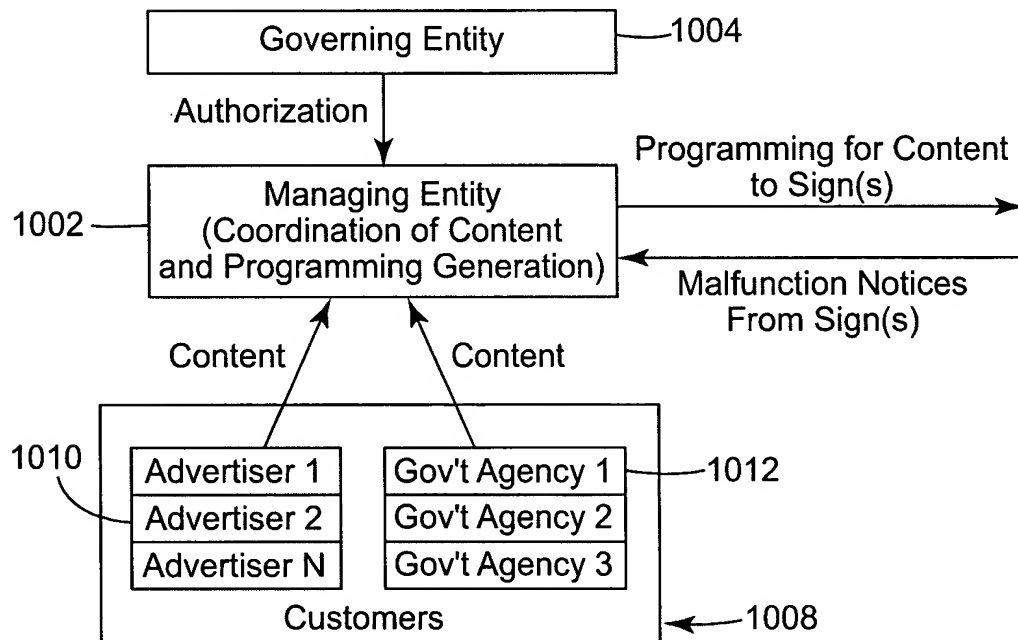 Governing Entity
1004
Authorization
Programming for Content
to Sign(s)
1002
Managing Entity
(Coordination of Content
and Programming Generation)
Malfunction Notices
From Sign(s)
Content
Content
1010
Advertiser 1
Advertiser 2
Advertiser N
Gov't Agency 1
Gov't Agency 2
Gov't Agency 3
1012
Customers
1008